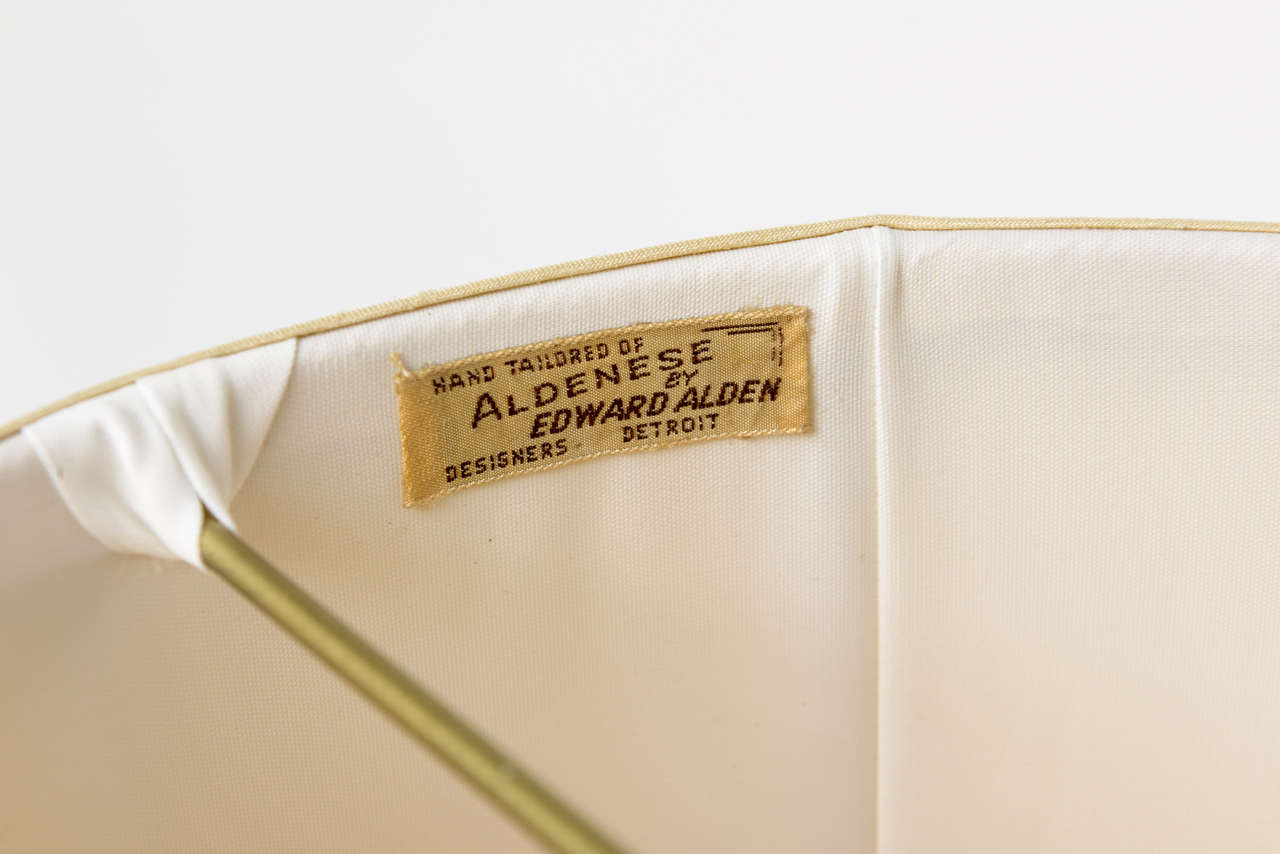 HAND TAILORED OF
ALDENESE
BY
EDWARD ALDEN
DESIGNERS DETROIT